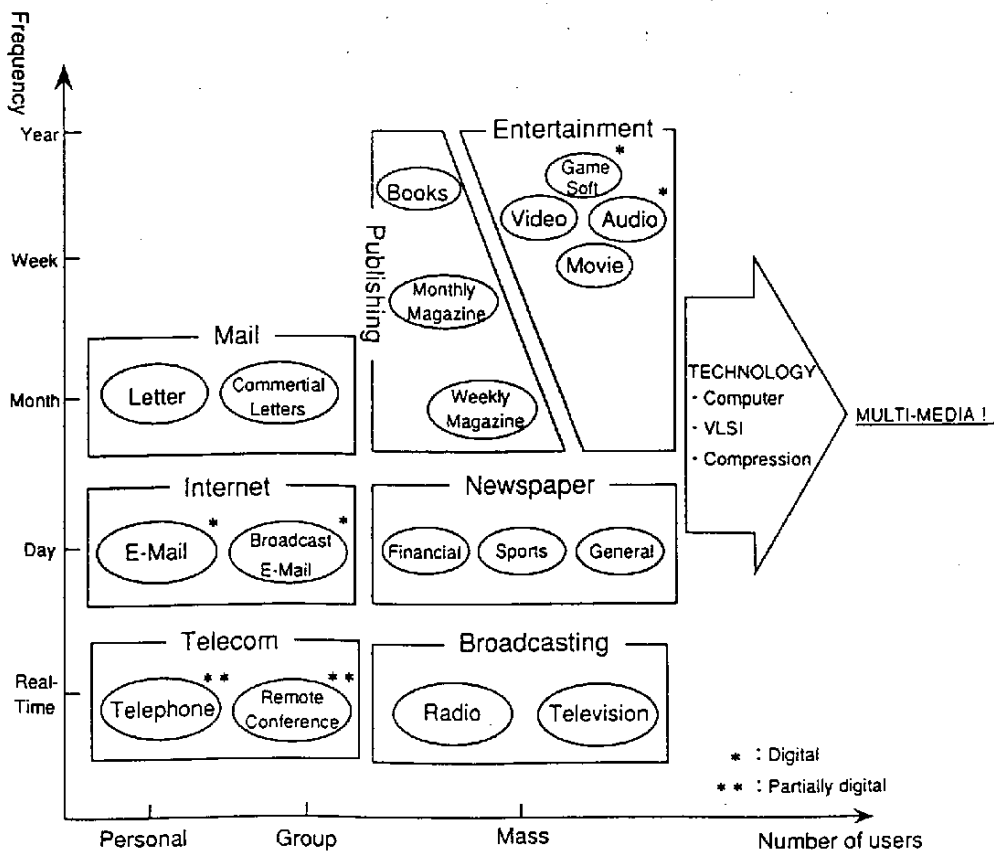 Frequency
Year
Week
Month
Day
Real-
Time
Entertainment
*
Game
Soft
*
Video
Audio
Movie
Publishing
Books
Monthly
Magazine
Weekly
Magazine
Mail
Letter
Commertial
Letters
TECHNOLOGY
· Computer
· VLSI
· Compression
MULTI-MEDIA !
Internet
*
E-Mail
*
Broadcast
E-Mail
Newspaper
Financial
Sports
General
Telecom
**
Telephone
**
Remote
Conference
Broadcasting
Radio
Television
* : Digital
** : Partially digital
Personal
Group
Mass
Number of users